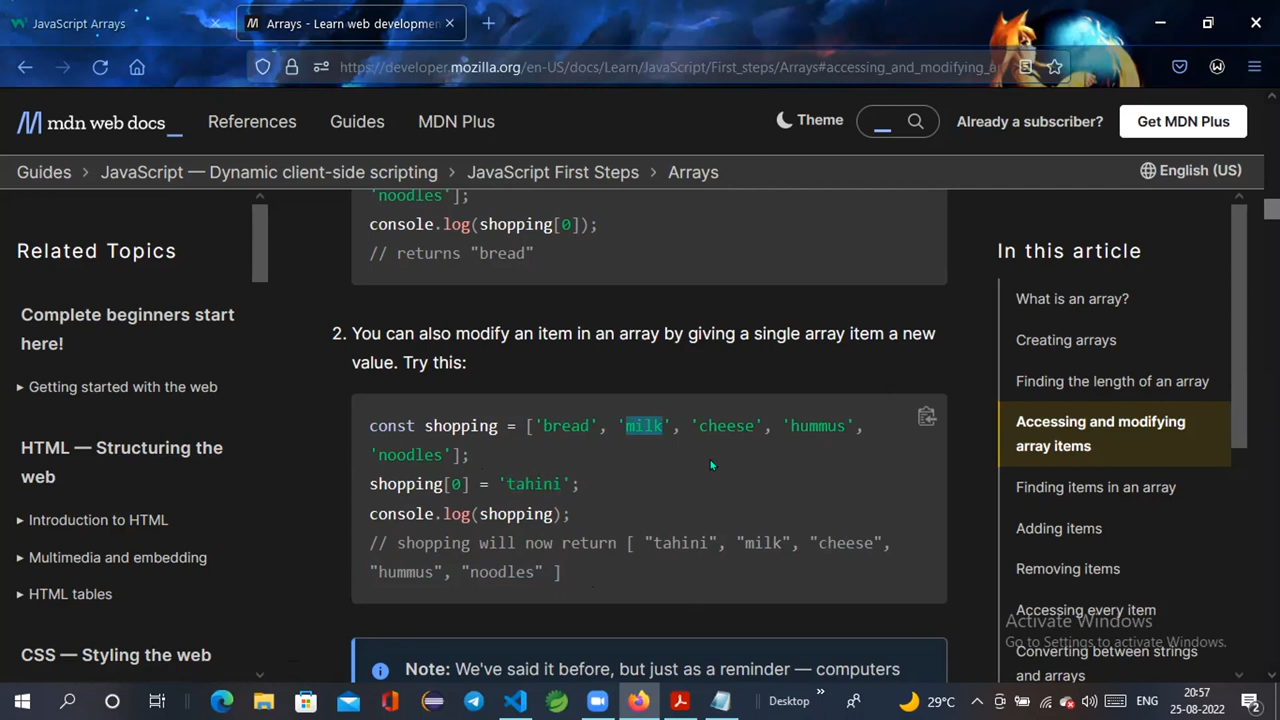 JavaScript Arrays
Arrays - Learn web developmen
https://developer.mozilla.org/en-US/docs/Learn/JavaScript/First_steps/Arrays#accessing_and_modifying_a
mdn web docs_
References
Guides
MDN Plus
Theme
Already a subscriber?
Get MDN Plus
Guides
JavaScript — Dynamic client-side scripting
JavaScript First Steps
Arrays
English (US)
Related Topics
Complete beginners start
here!
Getting started with the web
HTML — Structuring the
web
Introduction to HTML
Multimedia and embedding
HTML tables
CSS — Styling the web
'noodles'];
console.log(shopping[0]);
// returns "bread"
2. You can also modify an item in an array by giving a single array item a new
value. Try this:
const shopping = ['bread', 'milk', 'cheese', 'hummus',
'noodles'];
shopping[0] = 'tahini';
console.log(shopping);
// shopping will now return [ "tahini", "milk", "cheese",
"hummus", "noodles" ]
Note: We've said it before, but just as a reminder — computers
In this article
What is an array?
Creating arrays
Finding the length of an array
Accessing and modifying
array items
Finding items in an array
Adding items
Removing items
Accessing every item
Converting between strings
and arrays
Activate Windows
Go to Settings to activate Windows.
Desktop
29°C
ENG
20:57
25-08-2022
2